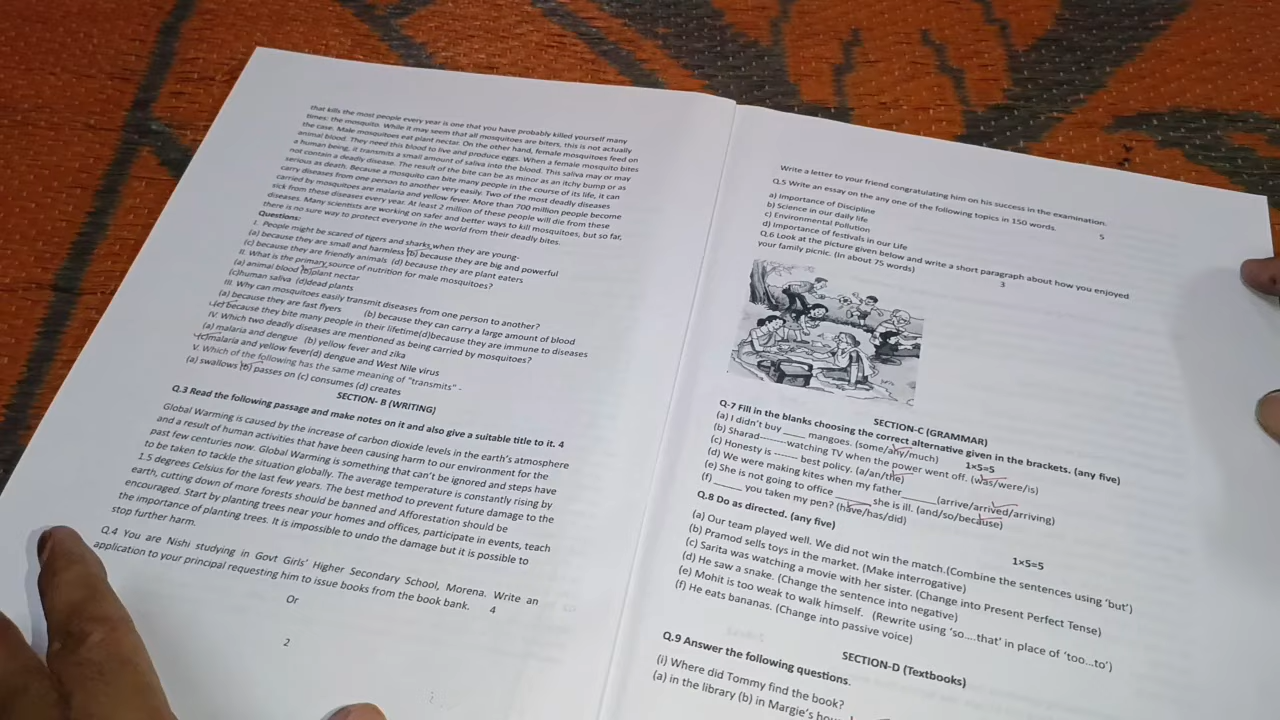 that kills the most people every year is one that you have probably killed yourself many
times: the mosquito. While it may seem that all mosquitoes are biters, this is not actually
the case. Male mosquitoes eat plant nectar. On the other hand, female mosquitoes feed on
animal blood. They need this blood to live and produce eggs. When a female mosquito bites
a human being, it transmits a small amount of saliva into the blood. This saliva may or may
not contain a deadly disease. The result of the bite can be as minor as an itchy bump or as
serious as death. Because a mosquito can bite many people in the course of its life, it can
carry diseases from one person to another very easily. Two of the most deadly diseases
carried by mosquitoes are malaria and yellow fever. More than 700 million people become
sick from these diseases every year. At least 2 million of these people will die from these
diseases. Many scientists are working on safer and better ways to kill mosquitoes, but so far,
there is no sure way to protect everyone in the world from their deadly bites.
Questions:
I. People might be scared of tigers and sharks when they are young-
(a) because they are small and harmless (b) because they are big and powerful
(c) because they are friendly animals (d) because they are plant eaters
II. What is the primary source of nutrition for male mosquitoes?
(a) animal blood (b)plant nectar
(c)human saliva (d)dead plants
III. Why can mosquitoes easily transmit diseases from one person to another?
(a) because they are fast flyers (b) because they can carry a large amount of blood
(c) because they bite many people in their lifetime(d)because they are immune to diseases
IV. Which two deadly diseases are mentioned as being carried by mosquitoes?
(a) malaria and dengue (b) yellow fever and zika
(c)malaria and yellow fever(d) dengue and West Nile virus
V. Which of the following has the same meaning of "transmits" -
(a) swallows (b) passes on (c) consumes (d) creates
SECTION- B (WRITING)
Q.3 Read the following passage and make notes on it and also give a suitable title to it. 4
Global Warming is caused by the increase of carbon dioxide levels in the earth's atmosphere
and a result of human activities that have been causing harm to our environment for the
past few centuries now. Global Warming is something that can't be ignored and steps have
to be taken to tackle the situation globally. The average temperature is constantly rising by
1.5 degrees Celsius for the last few years. The best method to prevent future damage to the
earth, cutting down of more forests should be banned and Afforestation should be
encouraged. Start by planting trees near your homes and offices, participate in events, teach
the importance of planting trees. It is impossible to undo the damage but it is possible to
stop further harm.
Q.4 You are Nishi studying in Govt Girls' Higher Secondary School, Morena. Write an
application to your principal requesting him to issue books from the book bank. 4
Or
2
Write a letter to your friend congratulating him on his success in the examination.
Q.5 Write an essay on the any one of the following topics in 150 words. 5
a) Importance of Discipline
b) Science in our daily life
c) Environmental Pollution
d) Importance of festivals in our Life
Q.6 Look at the picture given below and write a short paragraph about how you enjoyed
your family picnic. (In about 75 words) 3
SECTION-C (GRAMMAR)
Q-7 Fill in the blanks choosing the correct alternative given in the brackets. (any five)
1×5=5
(a) I didn't buy ____ mangoes. (some/any/much)
(b) Sharad--------watching TV when the power went off. (was/were/is)
(c) Honesty is ------- best policy. (a/an/the)
(d) We were making kites when my father ______(arrive/arrived/arriving)
(e) She is not going to office ______ she is ill. (and/so/because)
(f) _____ you taken my pen? (have/has/did)
Q.8 Do as directed. (any five) 1×5=5
(a) Our team played well. We did not win the match.(Combine the sentences using 'but')
(b) Pramod sells toys in the market. (Make interrogative)
(c) Sarita was watching a movie with her sister. (Change into Present Perfect Tense)
(d) He saw a snake. (Change the sentence into negative)
(e) Mohit is too weak to walk himself. (Rewrite using 'so....that' in place of 'too...to')
(f) He eats bananas. (Change into passive voice)
SECTION-D (Textbooks)
Q.9 Answer the following questions.
(i) Where did Tommy find the book?
(a) in the library (b) in Margie's